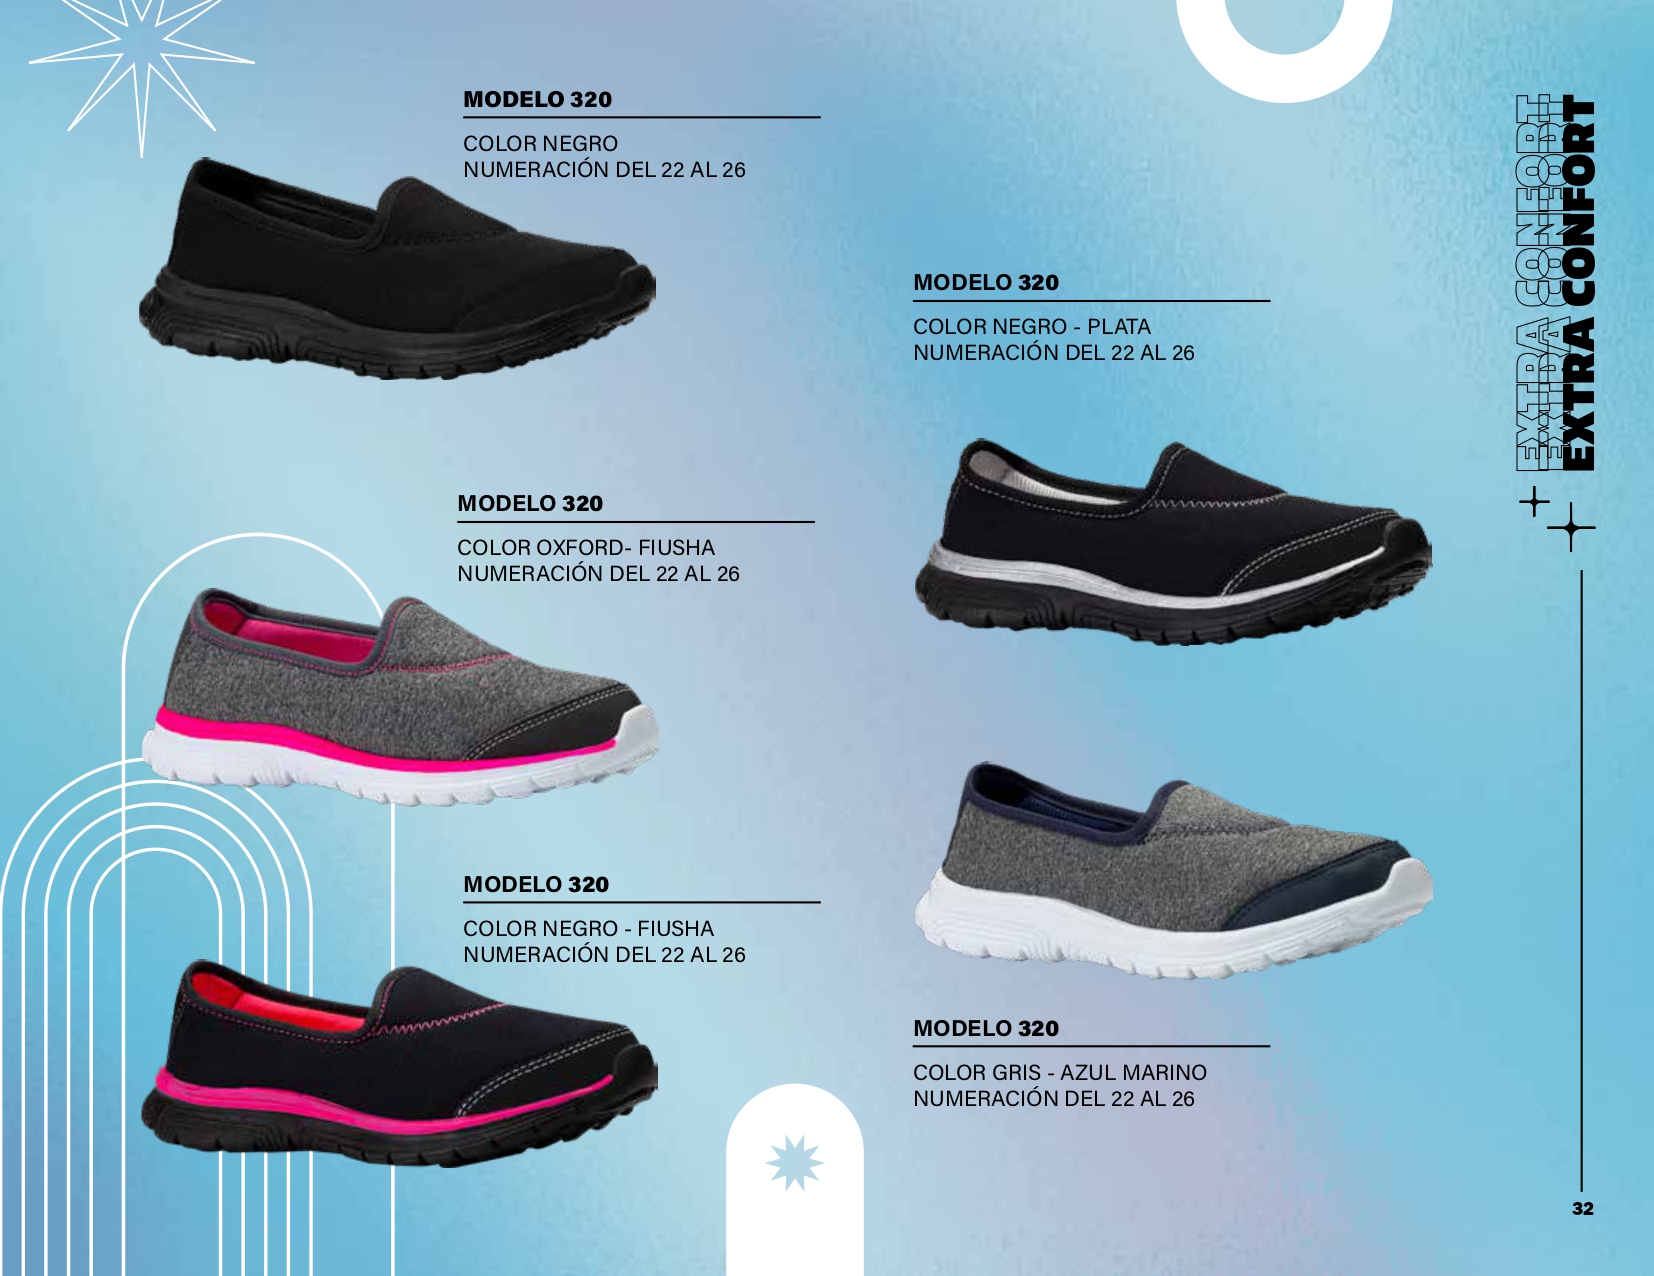 MODELO 320
COLOR NEGRO
NUMERACIÓN DEL 22 AL 26
MODELO 320
COLOR OXFORD- FIUSHA
NUMERACIÓN DEL 22 AL 26
MODELO 320
COLOR NEGRO - FIUSHA
NUMERACIÓN DEL 22 AL 26
MODELO 320
COLOR NEGRO - PLATA
NUMERACIÓN DEL 22 AL 26
MODELO 320
COLOR GRIS - AZUL MARINO
NUMERACIÓN DEL 22 AL 26
EXTRA CONFORT
EXTRA CONFORT
EXTRA CONFORT
32